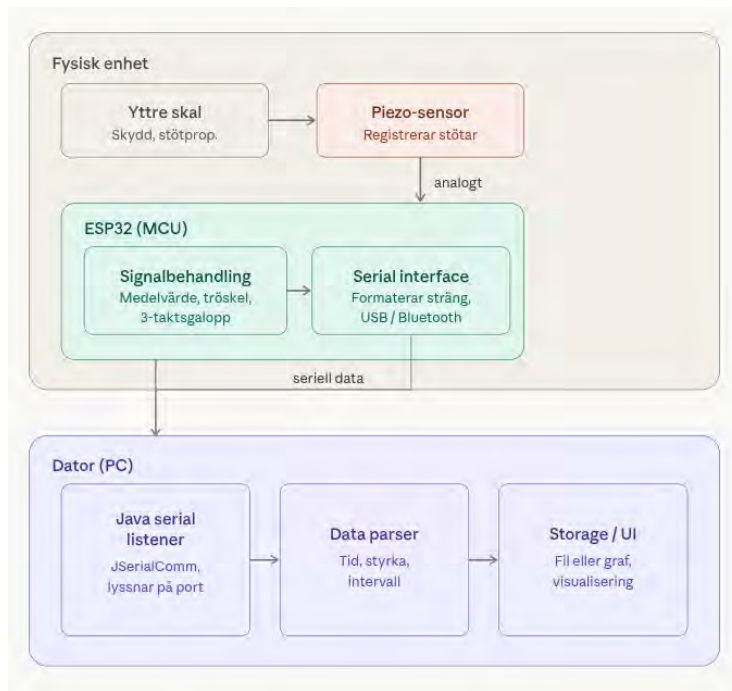 Fysisk enhet
Yttre skal
Skydd, stötprop.
Piezo-sensor
Registrerar stötar
analogt
ESP32 (MCU)
Signalbehandling
Medelvärde, tröskel,
3-taktsgalopp
Serial interface
Formaterar sträng,
USB / Bluetooth
seriell data
Dator (PC)
Java serial
listener
JSerialComm,
lyssnar på port
Data parser
Tid, styrka,
intervall
Storage / UI
Fil eller graf,
visualisering